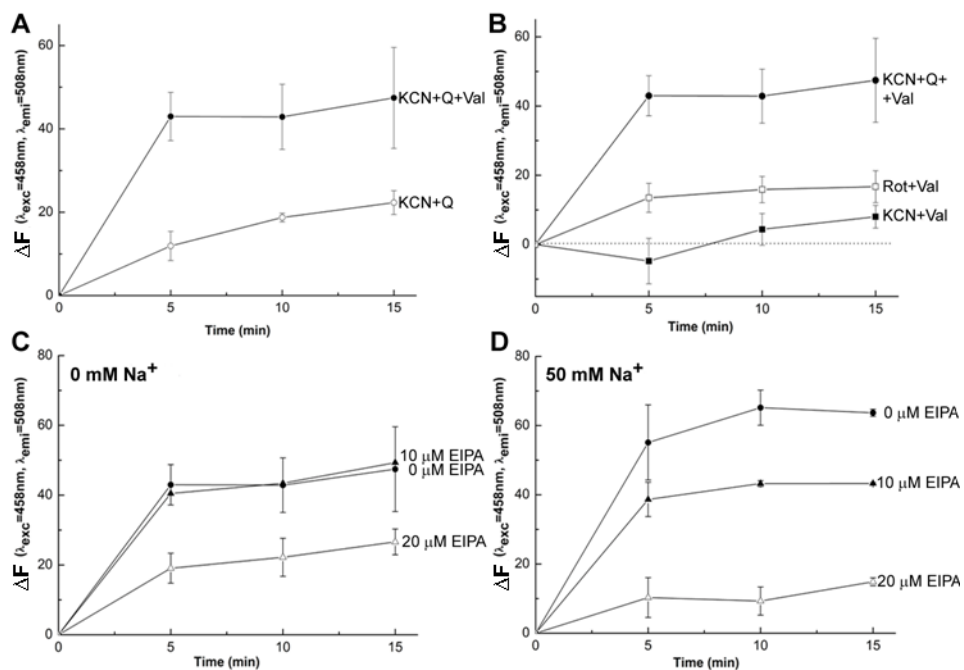 A
ΔF (λexc=458nm, λemi=508nm)
60
40
20
0
KCN+Q+Val
KCN+Q
0 5 10 15
Time (min)
B
ΔF (λexc=458nm, λemi=508nm)
60
40
20
0
KCN+Q+
+Val
Rot+Val
KCN+Val
0 5 10 15
Time (min)
C
0 mM Na+
ΔF (λexc=458nm, λemi=508nm)
80
60
40
20
0
10 μM EIPA
0 μM EIPA
20 μM EIPA
0 5 10 15
Time (min)
D
50 mM Na+
ΔF (λexc=458nm, λemi=508nm)
80
60
40
20
0
0 μM EIPA
10 μM EIPA
20 μM EIPA
0 5 10 15
Time (min)